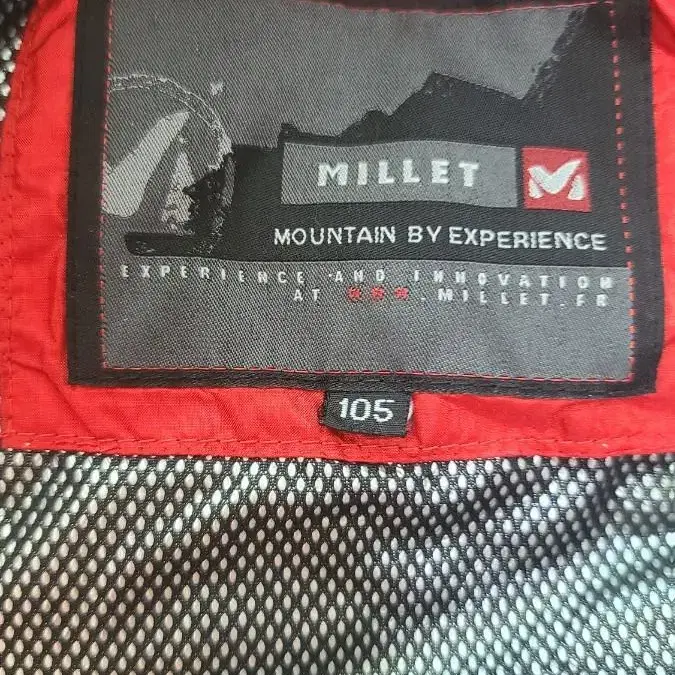 MILLET
MOUNTAIN BY EXPERIENCE
EXPERIENCE AND INNOVATION
AT WWW.MILLET.FR
105